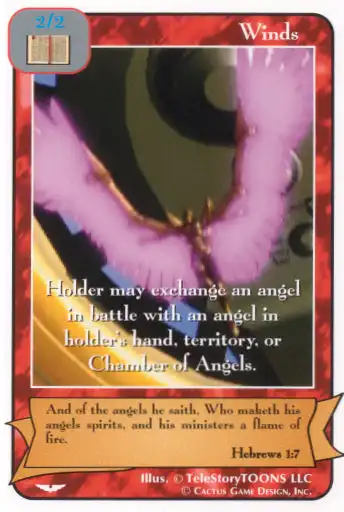 2/2
Winds
Holder may exchange an angel
in battle with an angel in
holder's hand, territory, or
Chamber of Angels.
And of the angels he saith, Who maketh his
angels spirits, and his ministers a flame of
fire.
Hebrews 1:7
Illus. © TeleStoryTOONS LLC
© Cactus Game Design, Inc.